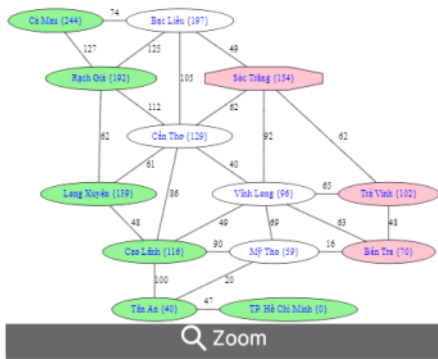 74
Cà Mau {244}
Bạc Liêu {197}
127
125
49
105
Rạch Giá {192}
Sóc Trăng {154}
112
62
Cần Thơ {129}
62
92
62
61
40
86
Long Xuyên {139}
Vĩnh Long {96}
65
Trà Vinh {102}
48
49
69
63
48
Cao Lãnh {116}
90
Mỹ Tho {59}
16
Bến Tre {70}
100
20
Tân An {40}
47
TP. Hồ Chí Minh {0}
Zoom